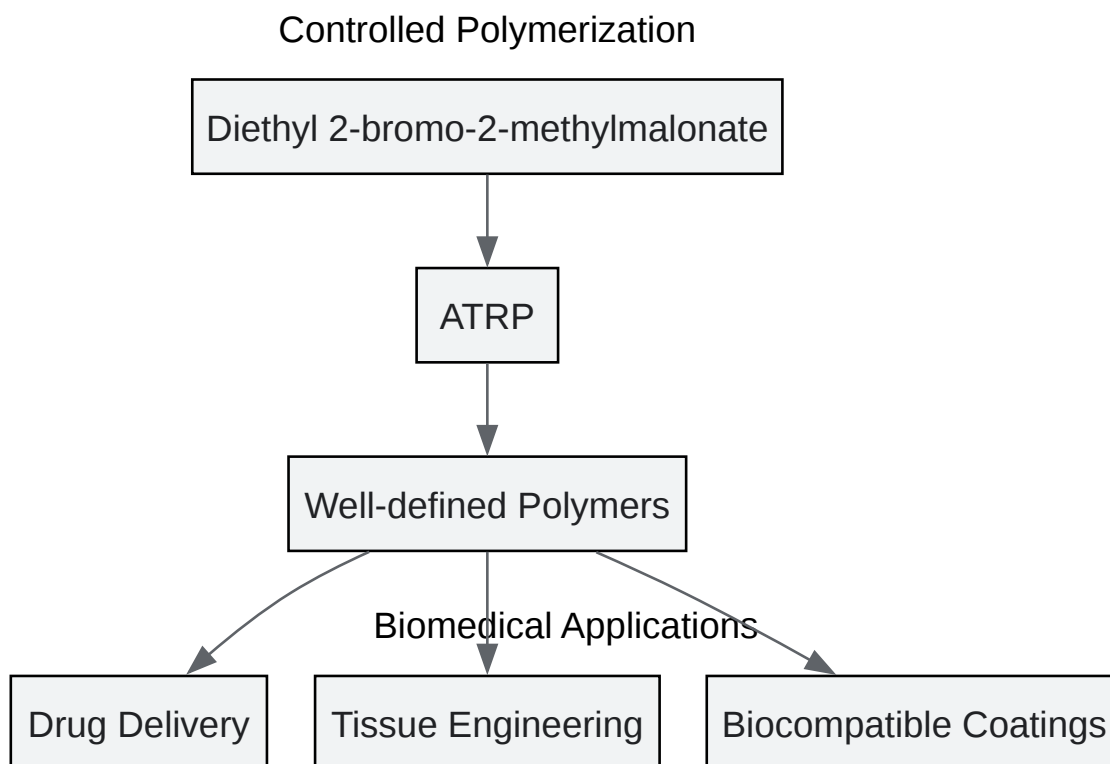 Controlled Polymerization
Diethyl 2-bromo-2-methylmalonate
ATRP
Well-defined Polymers
Biomedical Applications
Drug Delivery
Tissue Engineering
Biocompatible Coatings